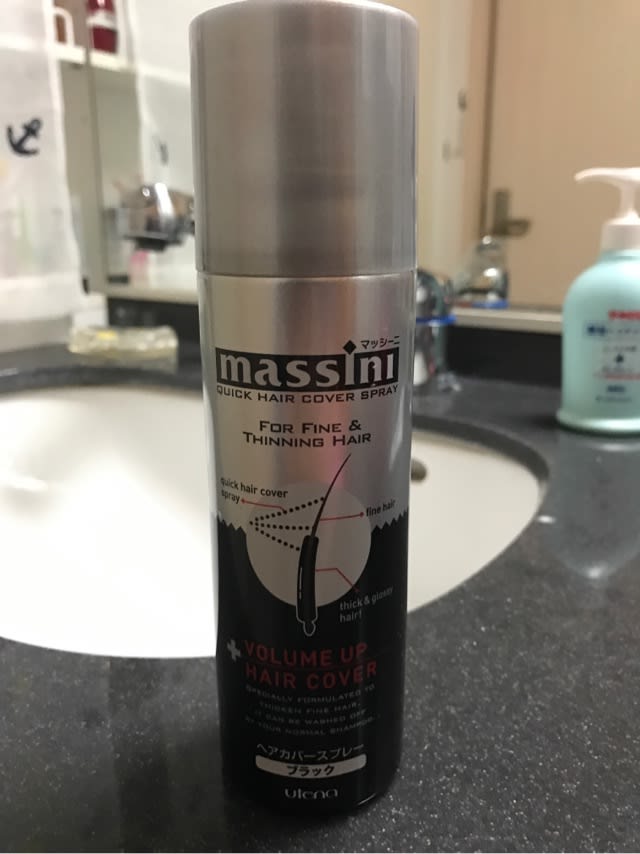 マッシーニ
massini
QUICK HAIR COVER SPRAY
FOR FINE &
THINNING HAIR
quick hair cover
spray
fine hair
thick & glossy
hair!
+VOLUME UP
HAIR COVER
SPECIALLY FORMULATED TO
THICKEN FINE HAIR.
IT CAN BE WASHED OFF
BY YOUR NORMAL SHAMPOO.
ヘアカバースプレー
ブラック
utena